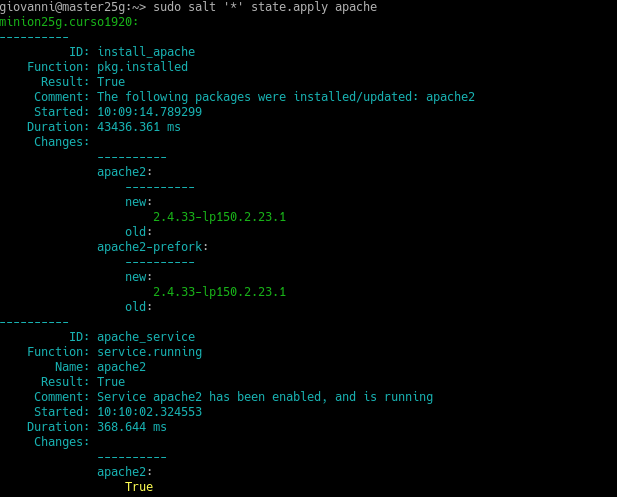 giovanni@master25g:~> sudo salt '*' state.apply apache
minion25g.curso1920:
----------
          ID: install_apache
    Function: pkg.installed
      Result: True
     Comment: The following packages were installed/updated: apache2
     Started: 10:09:14.789299
    Duration: 43436.361 ms
     Changes:
              ----------
              apache2:
                  ----------
                  new:
                      2.4.33-lp150.2.23.1
                  old:
              apache2-prefork:
                  ----------
                  new:
                      2.4.33-lp150.2.23.1
                  old:
----------
          ID: apache_service
    Function: service.running
        Name: apache2
      Result: True
     Comment: Service apache2 has been enabled, and is running
     Started: 10:10:02.324553
    Duration: 368.644 ms
     Changes:
              ----------
              apache2:
                  True